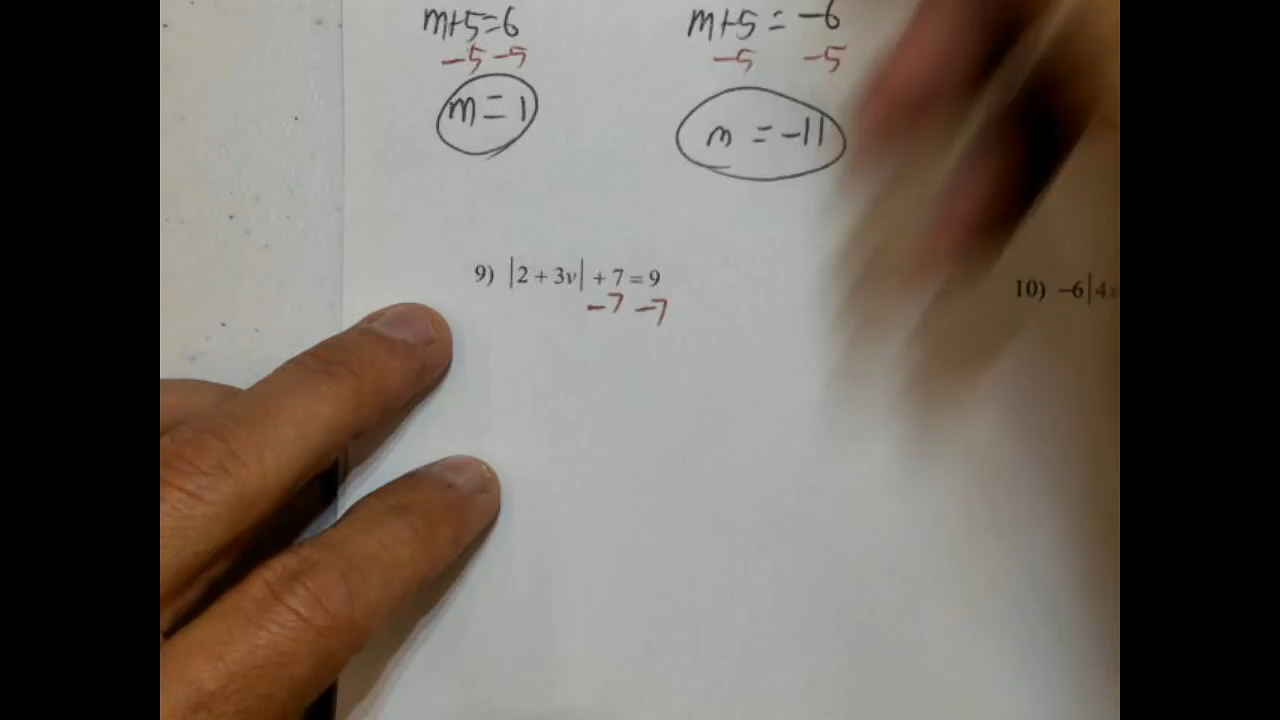 m+5=6 m+5 = -6
-5 -5 -5 -5
m = 1 m = -11
9) |2 + 3v| + 7 = 9
-7 -7
10) -6|4